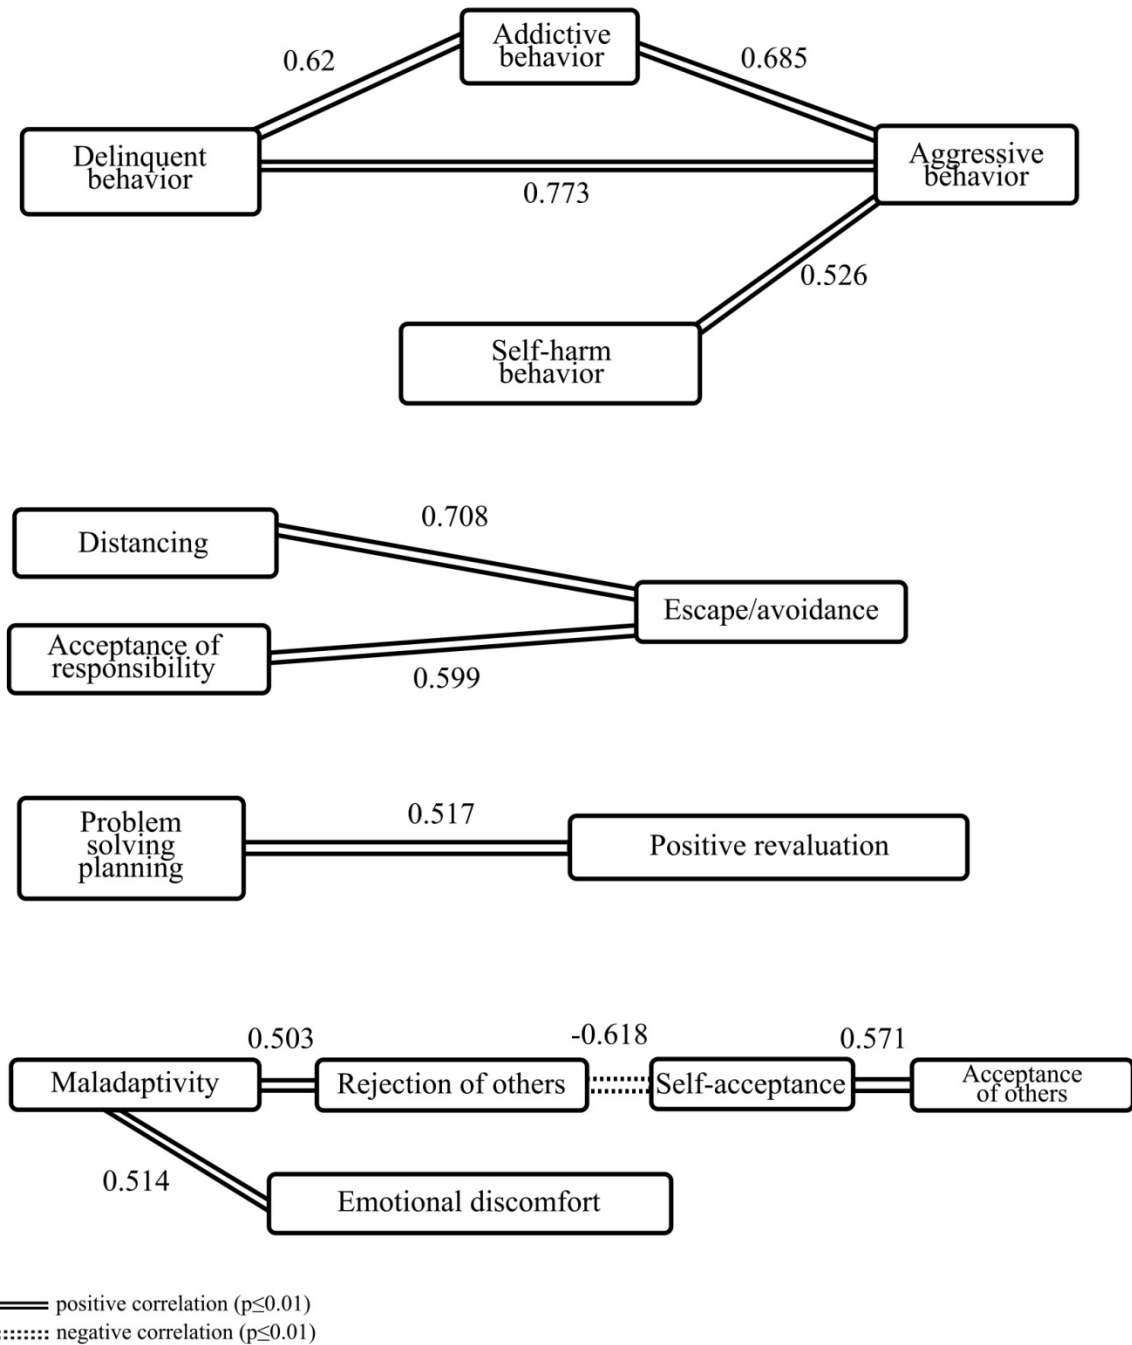 Addictive
behavior
0.62
0.685
Delinquent
behavior
Aggressive
behavior
0.773
0.526
Self-harm
behavior
Distancing
0.708
Escape/avoidance
Acceptance of
responsibility
0.599
Problem
solving
planning
0.517
Positive revaluation
0.503
-0.618
0.571
Maladaptivity
Rejection of others
Self-acceptance
Acceptance
of others
0.514
Emotional discomfort
positive correlation (p≤0.01)
negative correlation (p≤0.01)